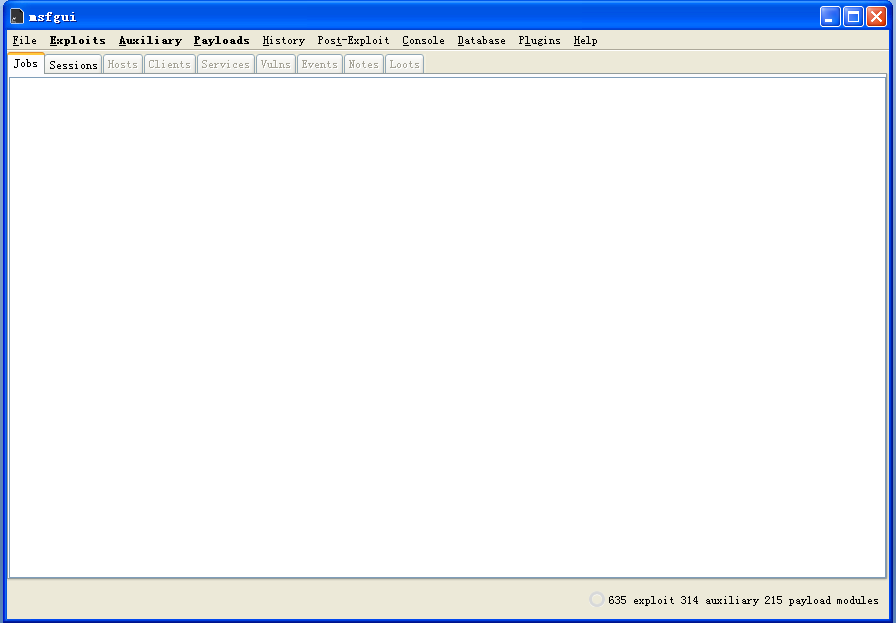 msfgui
File Exploits Auxiliary Payloads History Post-Exploit Console Database Plugins Help
Jobs Sessions Hosts Clients Services Vulns Events Notes Loots
635 exploit 314 auxiliary 215 payload modules